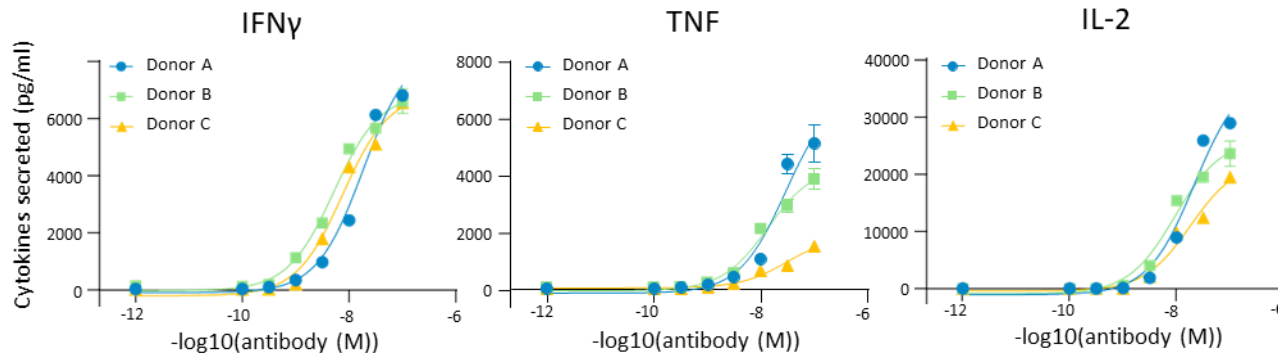 IFNγ
Cytokines secreted (pg/ml)
Donor A
Donor B
Donor C
6000
4000
2000
0
-12
-10
-8
-6
-log10(antibody (M))
TNF
8000
6000
4000
2000
0
Donor A
Donor B
Donor C
-12
-10
-8
-6
-log10(antibody (M))
IL-2
40000
30000
20000
10000
0
Donor A
Donor B
Donor C
-12
-10
-8
-6
-log10(antibody (M))